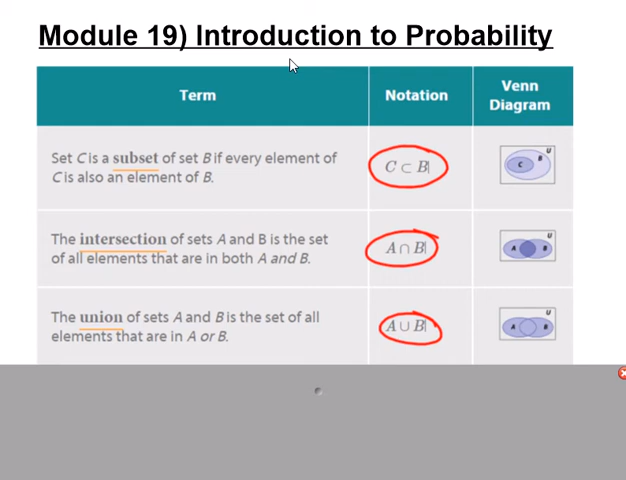 Module 19) Introduction to Probability
Term
Notation
Venn
Diagram
Set C is a subset of set B if every element of
C is also an element of B.
C ⊂ B
U
B
C
The intersection of sets A and B is the set
of all elements that are in both A and B.
A ∩ B
U
A
B
The union of sets A and B is the set of all
elements that are in A or B.
A ∪ B
U
A
B